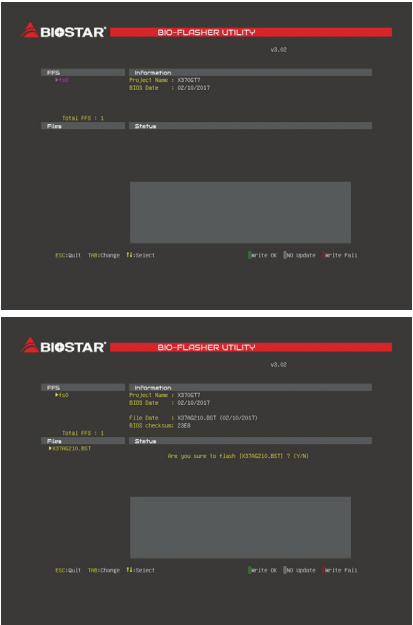 BIOSTAR
BIO-FLASHER UTILITY
v3.02
FFS
▶fs0
Information
Project Name : X370GT7
BIOS Date : 02/10/2017
Total FFS : 1
Files
Status
ESC:Quit TAB:Change ↑↓:Select
Write OK NO Update Write Fail
BIOSTAR
BIO-FLASHER UTILITY
v3.02
FFS
▶fs0
Information
Project Name : X370GT7
BIOS Date : 02/10/2017
File Date : X37AG210.BST (02/10/2017)
BIOS checksum: 23E8
Total FFS : 1
Files
▶X37AG210.BST
Status
Are you sure to flash [X37AG210.BST] ? (Y/N)
ESC:Quit TAB:Change ↑↓:Select
Write OK NO Update Write Fail